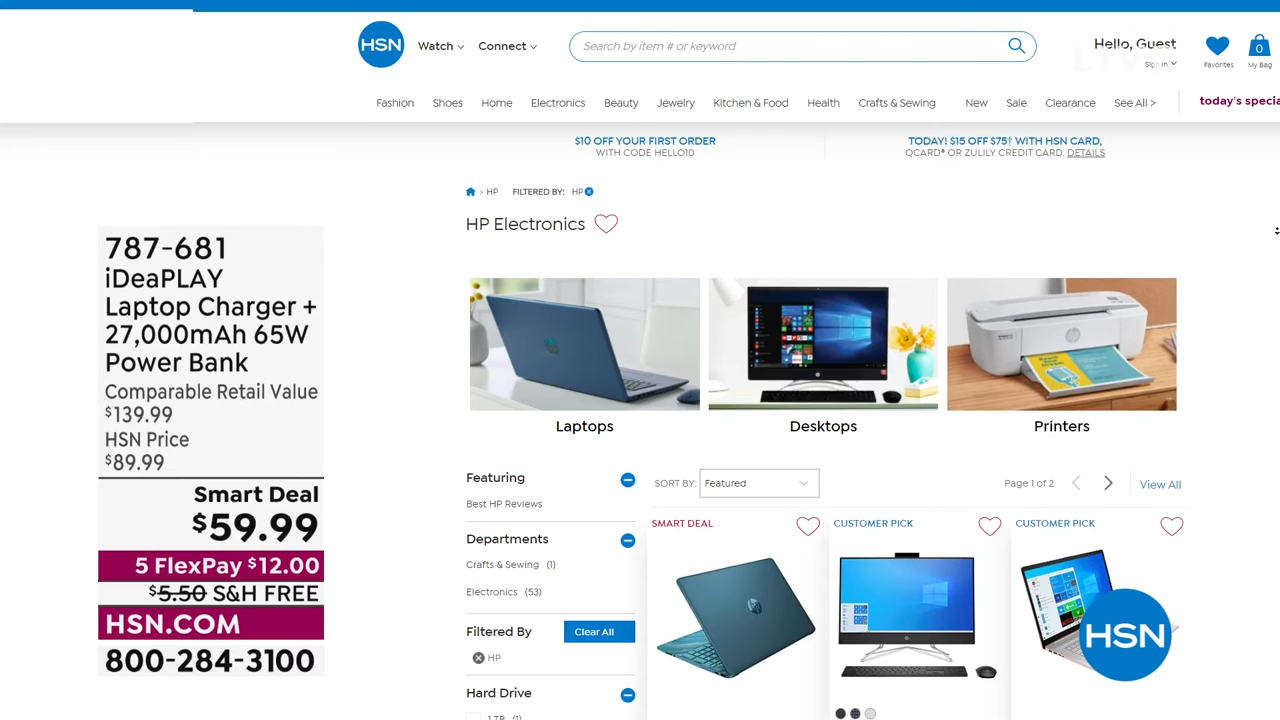 HSN
Watch
Connect
Search by item # or keyword
Hello, Guest
Sign In
Favorites
0
My Bag
Fashion
Shoes
Home
Electronics
Beauty
Jewelry
Kitchen & Food
Health
Crafts & Sewing
New
Sale
Clearance
See All >
today's specia
$10 OFF YOUR FIRST ORDER
WITH CODE HELLO10
TODAY! $15 OFF $75† WITH HSN CARD,
QCARD® OR ZULILY CREDIT CARD. DETAILS
> HP
FILTERED BY: HP
HP Electronics
787-681
iDeaPLAY
Laptop Charger +
27,000mAh 65W
Power Bank
Comparable Retail Value
$139.99
HSN Price
$89.99
Smart Deal
$59.99
5 FlexPay $12.00
$5.50 S&H FREE
HSN.COM
800-284-3100
Laptops
Desktops
Printers
Featuring
Best HP Reviews
Departments
Crafts & Sewing (1)
Electronics (53)
Filtered By
Clear All
HP
Hard Drive
1 TB (1)
SORT BY:
Featured
Page 1 of 2
View All
SMART DEAL
CUSTOMER PICK
CUSTOMER PICK
HSN